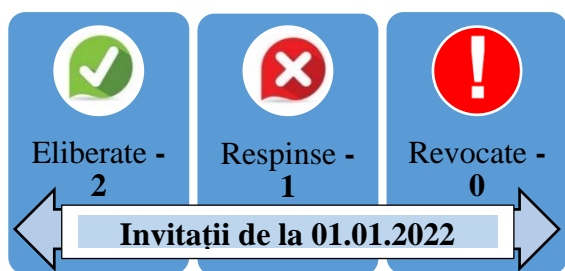 Eliberate -
2
Respinse -
1
Revocate -
0
Invitații de la 01.01.2022